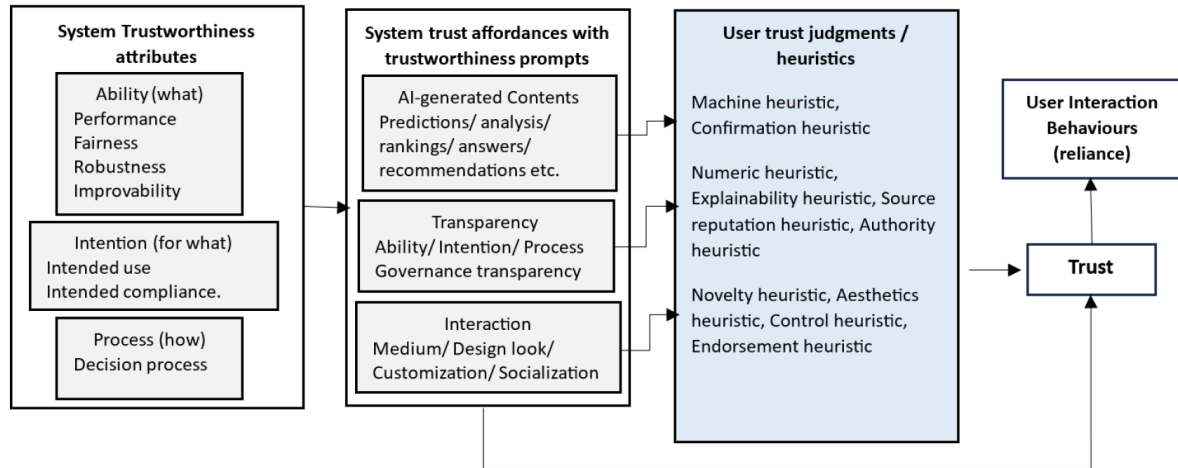 System Trustworthiness
attributes
Ability (what)
Performance
Fairness
Robustness
Improvability
Intention (for what)
Intended use
Intended compliance.
Process (how)
Decision process
System trust affordances with
trustworthiness prompts
AI-generated Contents
Predictions/ analysis/
rankings/ answers/
recommendations etc.
Transparency
Ability/ Intention/ Process
Governance transparency
Interaction
Medium/ Design look/
Customization/ Socialization
User trust judgments /
heuristics
Machine heuristic,
Confirmation heuristic
Numeric heuristic,
Explainability heuristic, Source
reputation heuristic, Authority
heuristic
Novelty heuristic, Aesthetics
heuristic, Control heuristic,
Endorsement heuristic
User Interaction
Behaviours
(reliance)
Trust